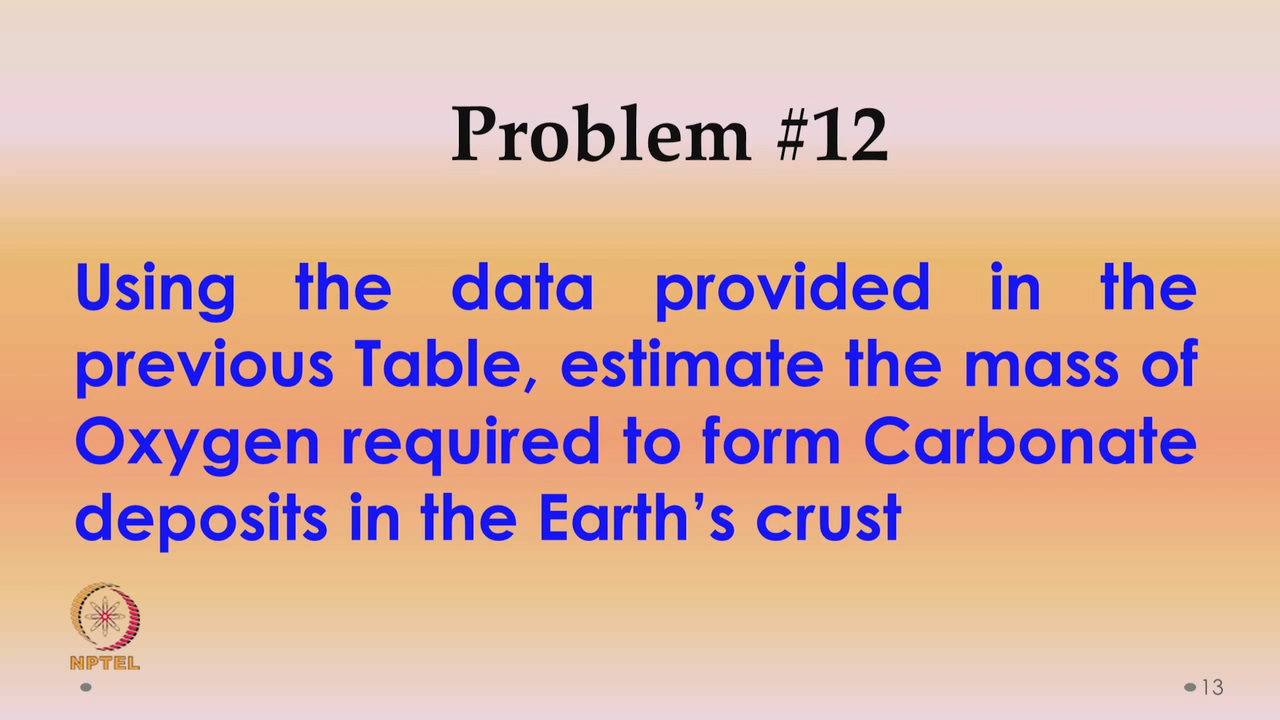 Problem #12
Using the data provided in the
previous Table, estimate the mass of
Oxygen required to form Carbonate
deposits in the Earth’s crust
NPTEL
13